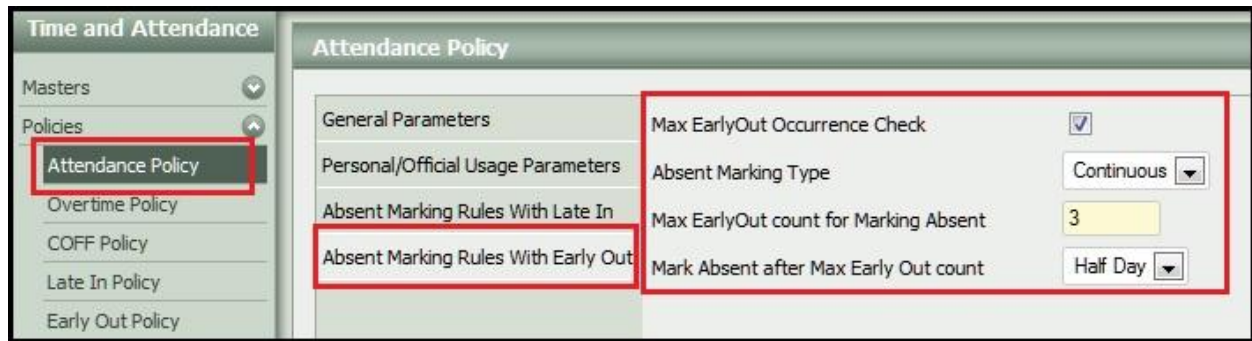 Time and Attendance
Masters
Policies
Attendance Policy
Overtime Policy
COFF Policy
Late In Policy
Early Out Policy
Attendance Policy
General Parameters
Personal/Official Usage Parameters
Absent Marking Rules With Late In
Absent Marking Rules With Early Out
Max EarlyOut Occurrence Check
Absent Marking Type Continuous
Max EarlyOut count for Marking Absent 3
Mark Absent after Max Early Out count Half Day